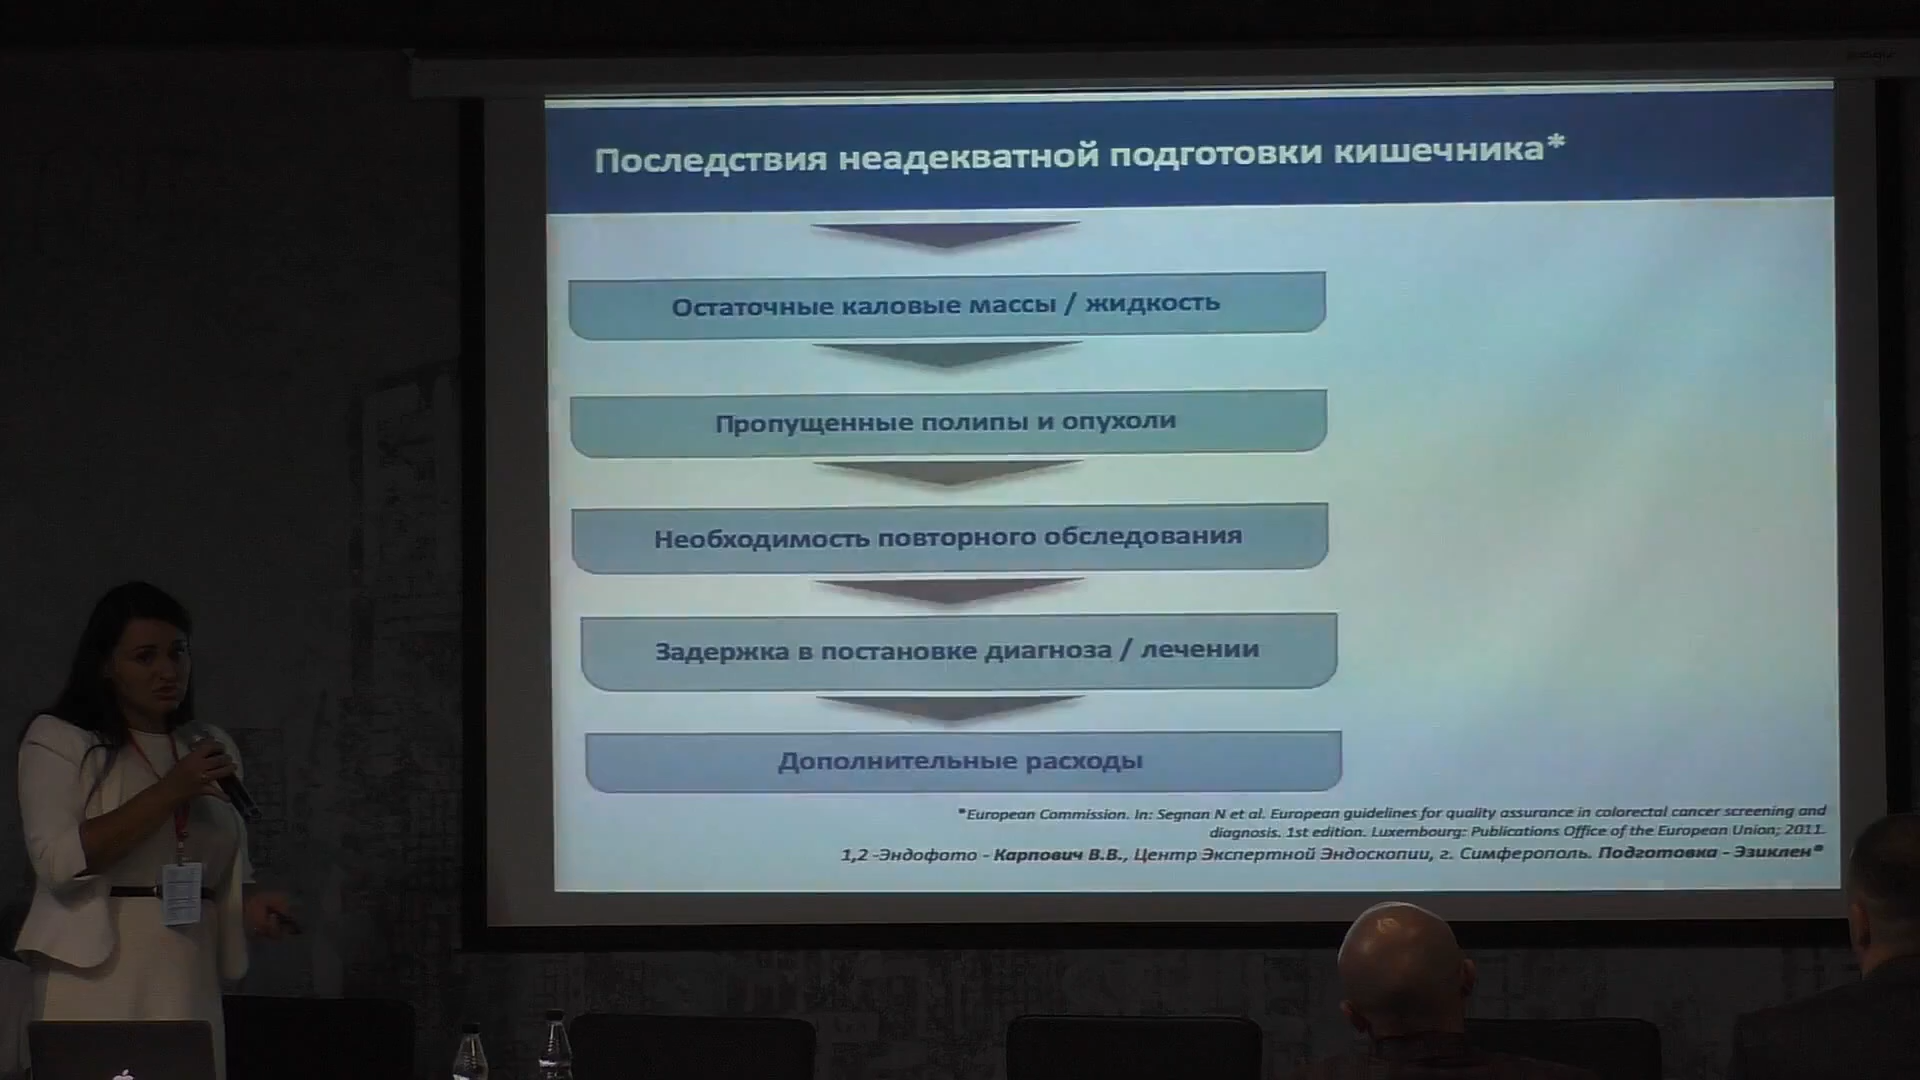 Последствия неадекватной подготовки кишечника*
Остаточные каловые массы / жидкость
Пропущенные полипы и опухоли
Необходимость повторного обследования
Задержка в постановке диагноза / лечении
Дополнительные расходы
*European Commission. In: Segnan N et al. European guidelines for quality assurance in colorectal cancer screening and
diagnosis. 1st edition. Luxembourg: Publications Office of the European Union; 2011.
1,2 -Эндофото - Карпович В.В., Центр Экспертной Эндоскопии, г. Симферополь. Подготовка - Эзиклен®